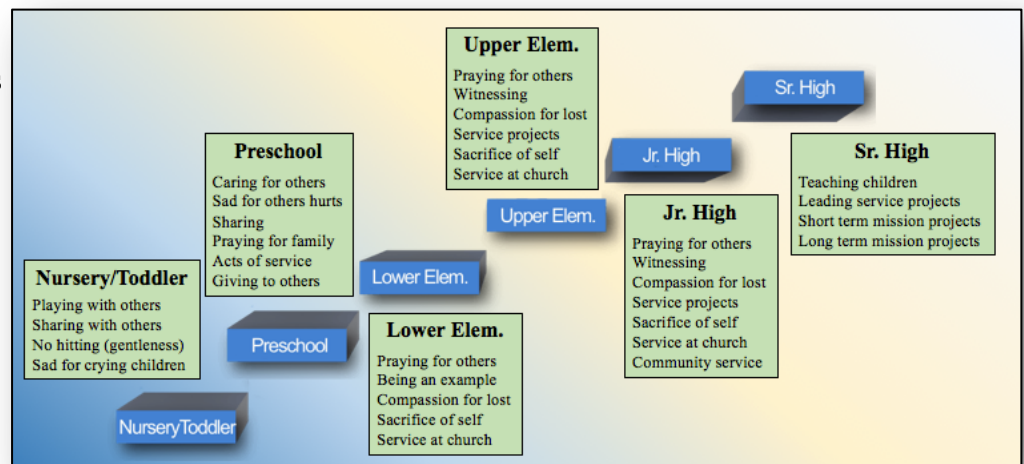 Nursery/Toddler
Playing with others
Sharing with others
No hitting (gentleness)
Sad for crying children
NurseryToddler
Preschool
Caring for others
Sad for others hurts
Sharing
Praying for family
Acts of service
Giving to others
Preschool
Lower Elem.
Lower Elem.
Praying for others
Being an example
Compassion for lost
Sacrifice of self
Service at church
Upper Elem.
Praying for others
Witnessing
Compassion for lost
Service projects
Sacrifice of self
Service at church
Upper Elem.
Jr. High
Jr. High
Praying for others
Witnessing
Compassion for lost
Service projects
Sacrifice of self
Service at church
Community service
Sr. High
Sr. High
Teaching children
Leading service projects
Short term mission projects
Long term mission projects